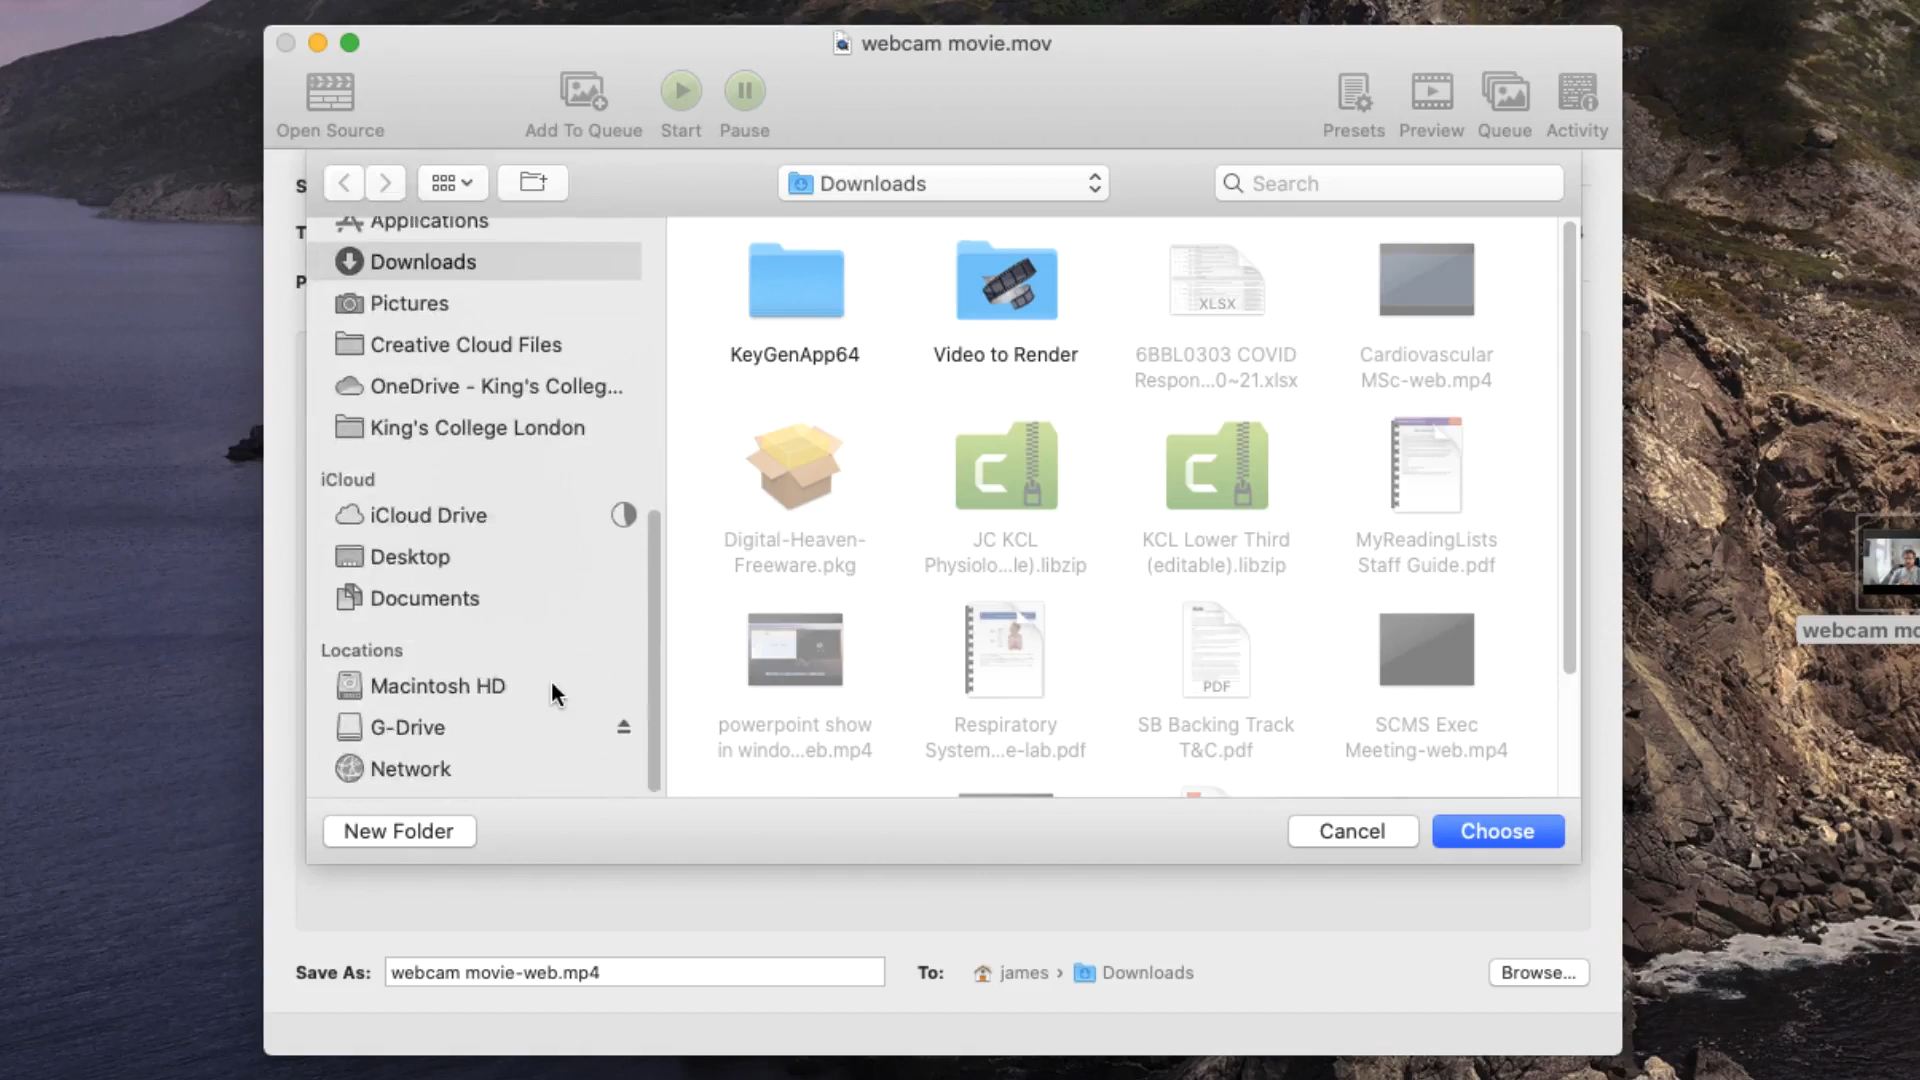 webcam movie.mov
Open Source
Add To Queue
Start
Pause
Presets
Preview
Queue
Activity
Downloads
Search
Applications
Downloads
Pictures
Creative Cloud Files
OneDrive - King's Colleg...
King's College London
iCloud
iCloud Drive
Desktop
Documents
Locations
Macintosh HD
G-Drive
Network
XLSX
KeyGenApp64
Video to Render
6BBL0303 COVID
Respon...0~21.xlsx
Cardiovascular
MSc-web.mp4
Digital-Heaven-
Freeware.pkg
JC KCL
Physiolo...le).libzip
KCL Lower Third
(editable).libzip
MyReadingLists
Staff Guide.pdf
PDF
powerpoint show
in windo...eb.mp4
Respiratory
System...e-lab.pdf
SB Backing Track
T&C.pdf
SCMS Exec
Meeting-web.mp4
New Folder
Cancel
Choose
Save As:
webcam movie-web.mp4
To:
james › Downloads
Browse...
webcam mo